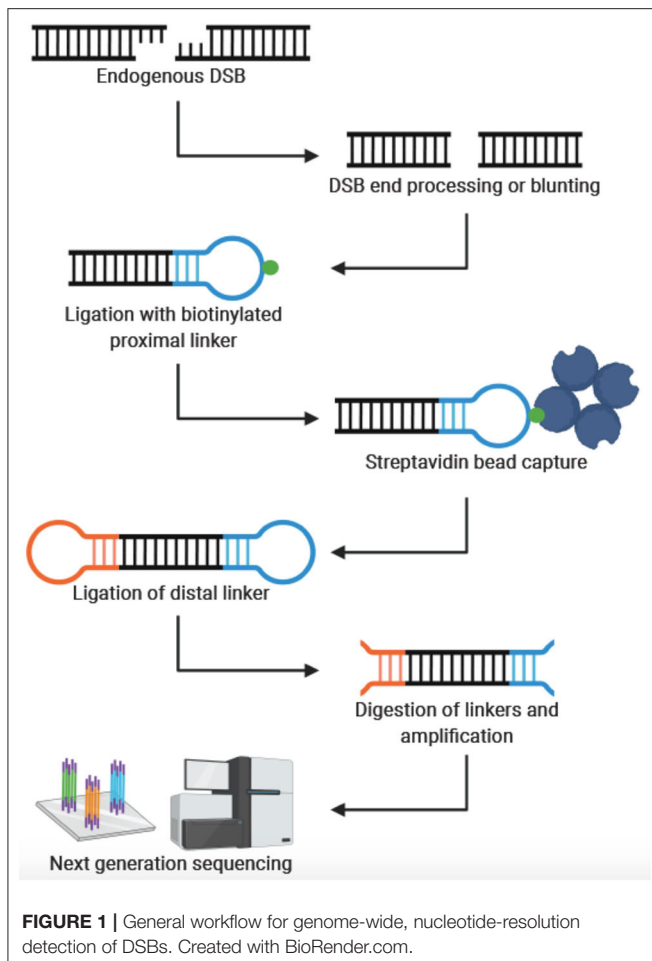 Endogenous DSB
DSB end processing or blunting
Ligation with biotinylated
proximal linker
Streptavidin bead capture
Ligation of distal linker
Digestion of linkers and
amplification
Next generation sequencing
FIGURE 1 | General workflow for genome-wide, nucleotide-resolution
detection of DSBs. Created with BioRender.com.